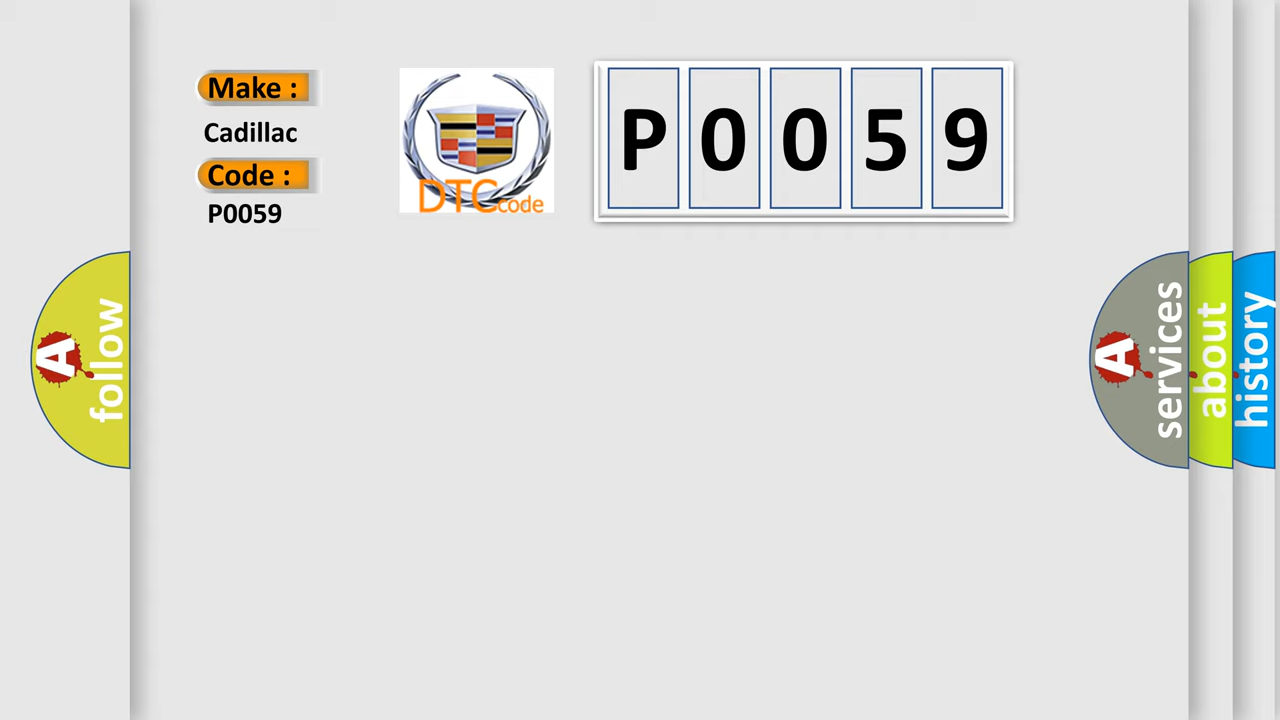 Make :
Cadillac
Code :
P0059
DTCcode
P0059
A follow
A services
about
history